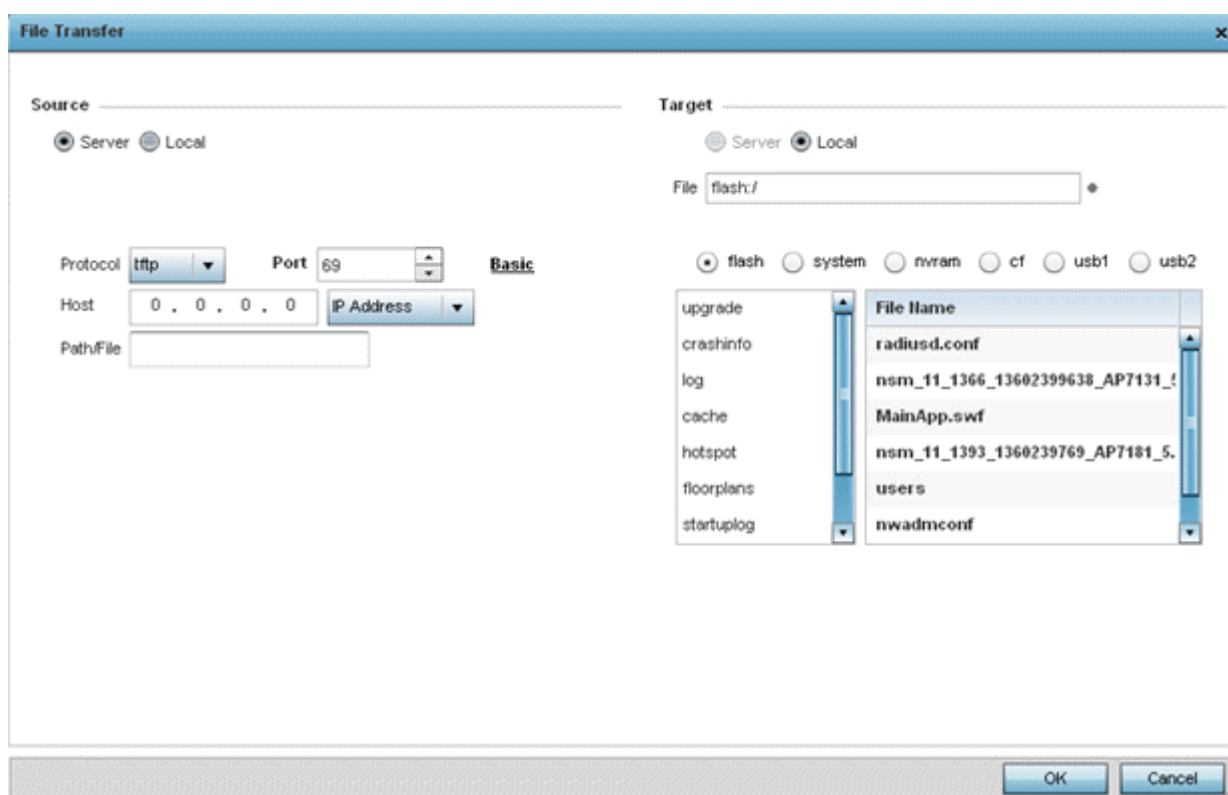 File Transfer
Source
Server Local
Protocol tftp Port 69 Basic
Host 0 . 0 . 0 . 0 IP Address
Path/File
Target
Server Local
File flash:/
flash system nvram cf usb1 usb2
upgrade
crashinfo
log
cache
hotspot
floorplans
startuplog
File Name
radiusd.conf
nsm_11_1366_13602399638_AP7131_5
MainApp.swf
nsm_11_1393_1360239769_AP7181_5.
users
nwadmconf
OK Cancel